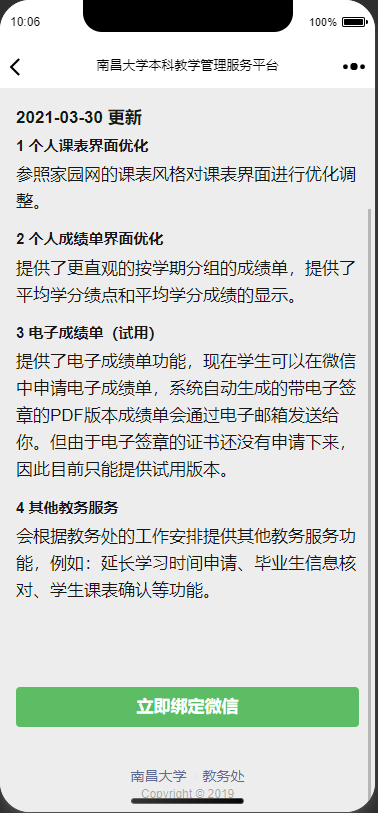 10:06
100%
南昌大学本科教学管理服务平台
2021-03-30 更新
1 个人课表界面优化
参照家园网的课表风格对课表界面进行优化调
整。
2 个人成绩单界面优化
提供了更直观的按学期分组的成绩单，提供了
平均学分绩点和平均学分成绩的显示。
3 电子成绩单（试用）
提供了电子成绩单功能，现在学生可以在微信
中申请电子成绩单，系统自动生成的带电子签
章的PDF版本成绩单会通过电子邮箱发送给
你。但由于电子签章的证书还没有申请下来，
因此目前只能提供试用版本。
4 其他教务服务
会根据教务处的工作安排提供其他教务服务功
能，例如：延长学习时间申请、毕业生信息核
对、学生课表确认等功能。
立即绑定微信
南昌大学 教务处
Copyright © 2019